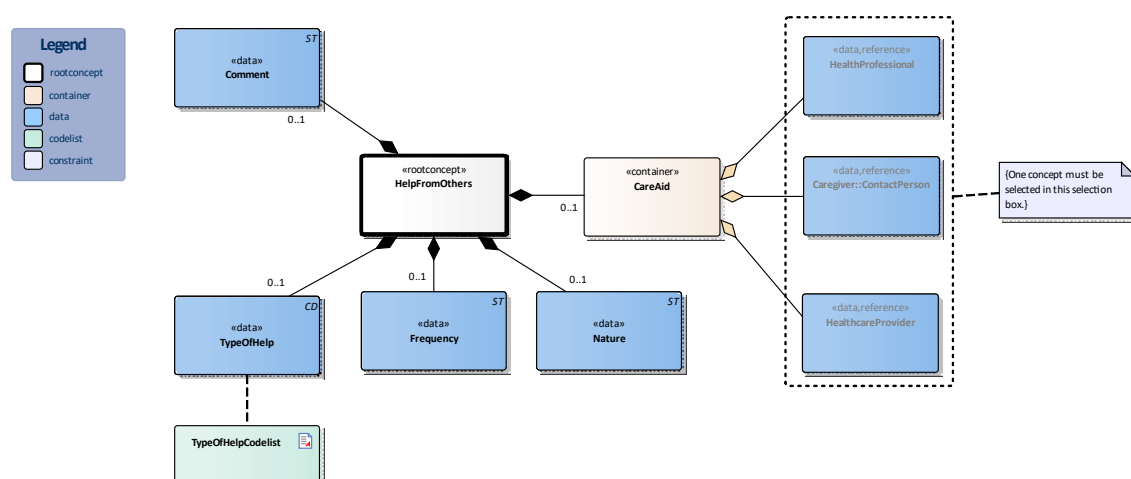 Legend
rootconcept
container
data
codelist
constraint
ST
«data»
Comment
0..1
«rootconcept»
HelpFromOthers
0..1
«container»
CareAid
«data,reference»
HealthProfessional
«data,reference»
Caregiver::ContactPerson
«data,reference»
HealthcareProvider
{One concept must be
selected in this selection
box.}
0..1
0..1
0..1
CD
«data»
TypeOfHelp
ST
«data»
Frequency
ST
«data»
Nature
TypeOfHelpCodelist